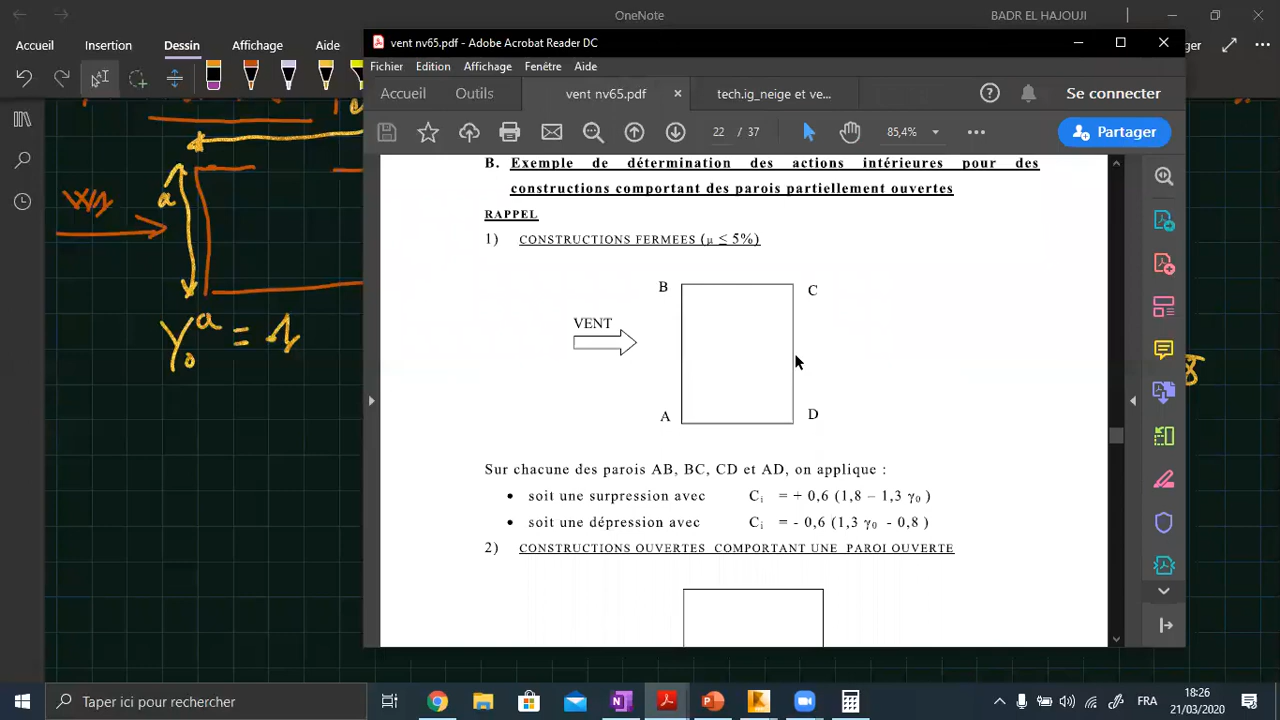 OneNote
BADR EL HAJOUJI
Accueil Insertion Dessin Affichage Aide
vent nv65.pdf - Adobe Acrobat Reader DC
Fichier Edition Affichage Fenêtre Aide
Accueil Outils vent nv65.pdf tech.ig_neige et ve... Se connecter
22 / 37 85,4% Partager
B. Exemple de détermination des actions intérieures pour des
constructions comportant des parois partiellement ouvertes
RAPPEL
1) CONSTRUCTIONS FERMEES (μ ≤ 5%)
B C
VENT
A D
Sur chacune des parois AB, BC, CD et AD, on applique :
• soit une surpression avec Ci = + 0,6 (1,8 – 1,3 γ0 )
• soit une dépression avec Ci = - 0,6 (1,3 γ0 - 0,8 )
2) CONSTRUCTIONS OUVERTES COMPORTANT UNE PAROI OUVERTE
a
γ0a = 1
Taper ici pour rechercher
FRA
18:26
21/03/2020